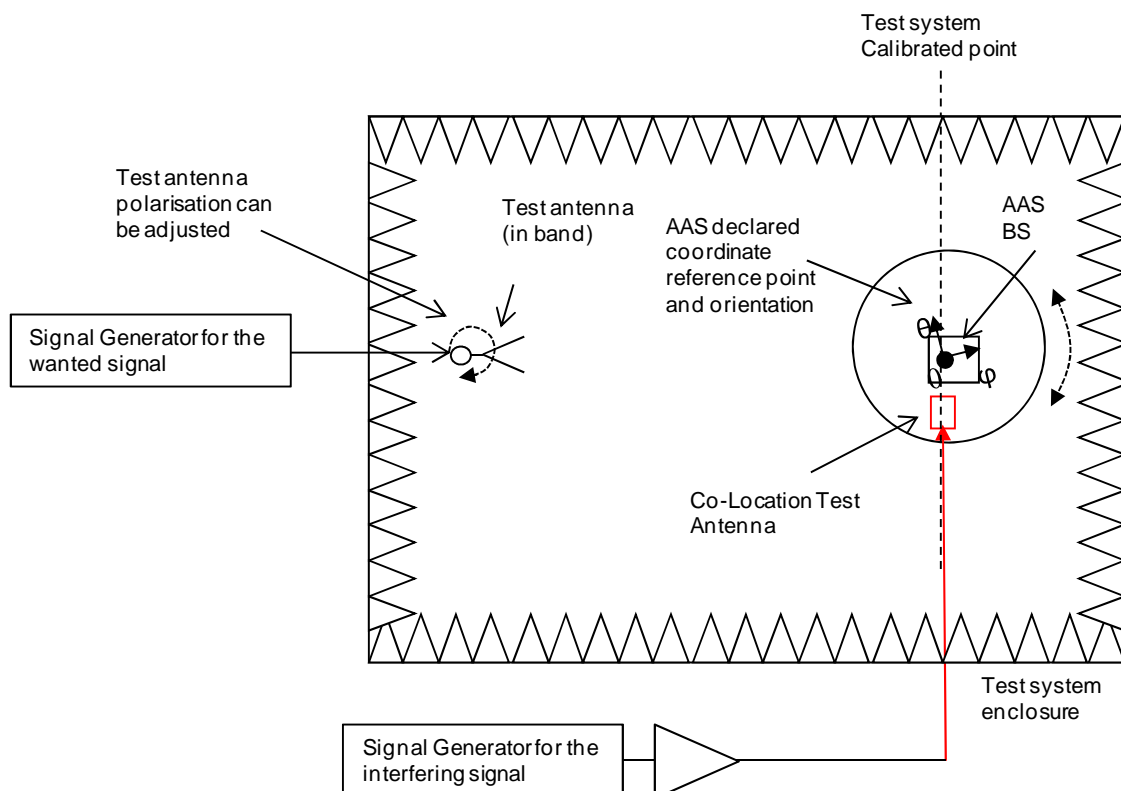 Test system
Calibrated point
Test antenna
polarisation can
be adjusted
Test antenna
(in band)
AAS declared
coordinate
reference point
and orientation
AAS
BS
Signal Generator for the
wanted signal
θ
0
φ
Co-Location Test
Antenna
Test system
enclosure
Signal Generator for the
interfering signal